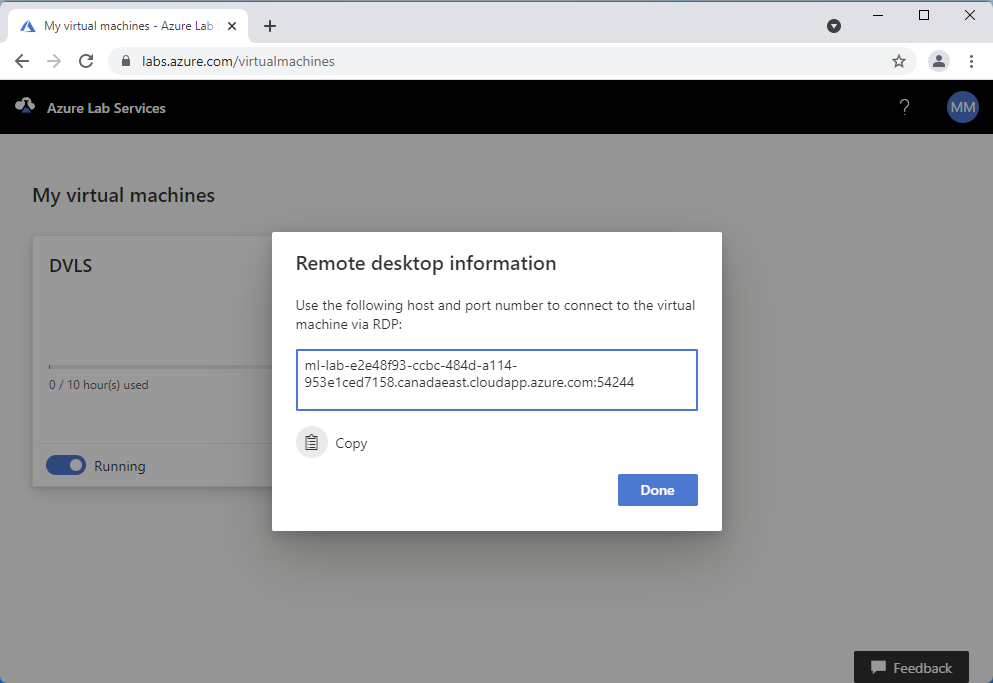 My virtual machines - Azure Lab
labs.azure.com/virtualmachines
Azure Lab Services
?
MM
My virtual machines
DVLS
0 / 10 hour(s) used
Running
Remote desktop information
Use the following host and port number to connect to the virtual
machine via RDP:
ml-lab-e2e48f93-ccbc-484d-a114-
953e1ced7158.canadaeast.cloudapp.azure.com:54244
Copy
Done
Feedback